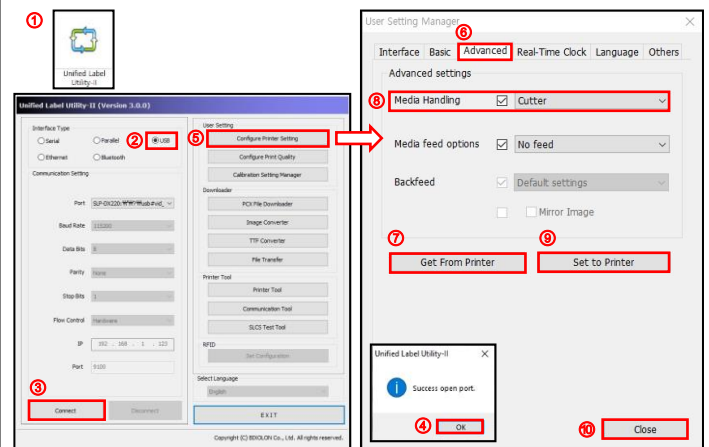 ①
Unified Label
Utility-II
Unified Label Utility-II (Version 3.0.0)
Interface Type
Serial
Parallel
②
USB
Ethernet
Bluetooth
Communication Setting
Port
Baud Rate
115200
Data Bits
8
Parity
None
Stop Bits
1
Flow Control
Hardware
IP
192 . 168 . 1 . 123
Port
9100
③
Connect
Disconnect
User Setting
⑤
Configure Printer Setting
Configure Print Quality
Calibration Setting Manager
Downloader
PCX File Downloader
Image Converter
TTF Converter
File Transfer
Printer Tool
Printer Tool
Communication Tool
SLCS Test Tool
RFID
Set Configuration
Select Language
English
EXIT
Copyright (C) BIXOLON Co., Ltd. All rights reserved.
User Setting Manager
⑥
Interface Basic Advanced Real-Time Clock Language Others
Advanced settings
⑧
Media Handling
Cutter
Media feed options
No feed
Backfeed
Default settings
Mirror Image
⑦
Get From Printer
⑨
Set to Printer
Unified Label Utility-II X
Success open port.
④
OK
⑩
Close